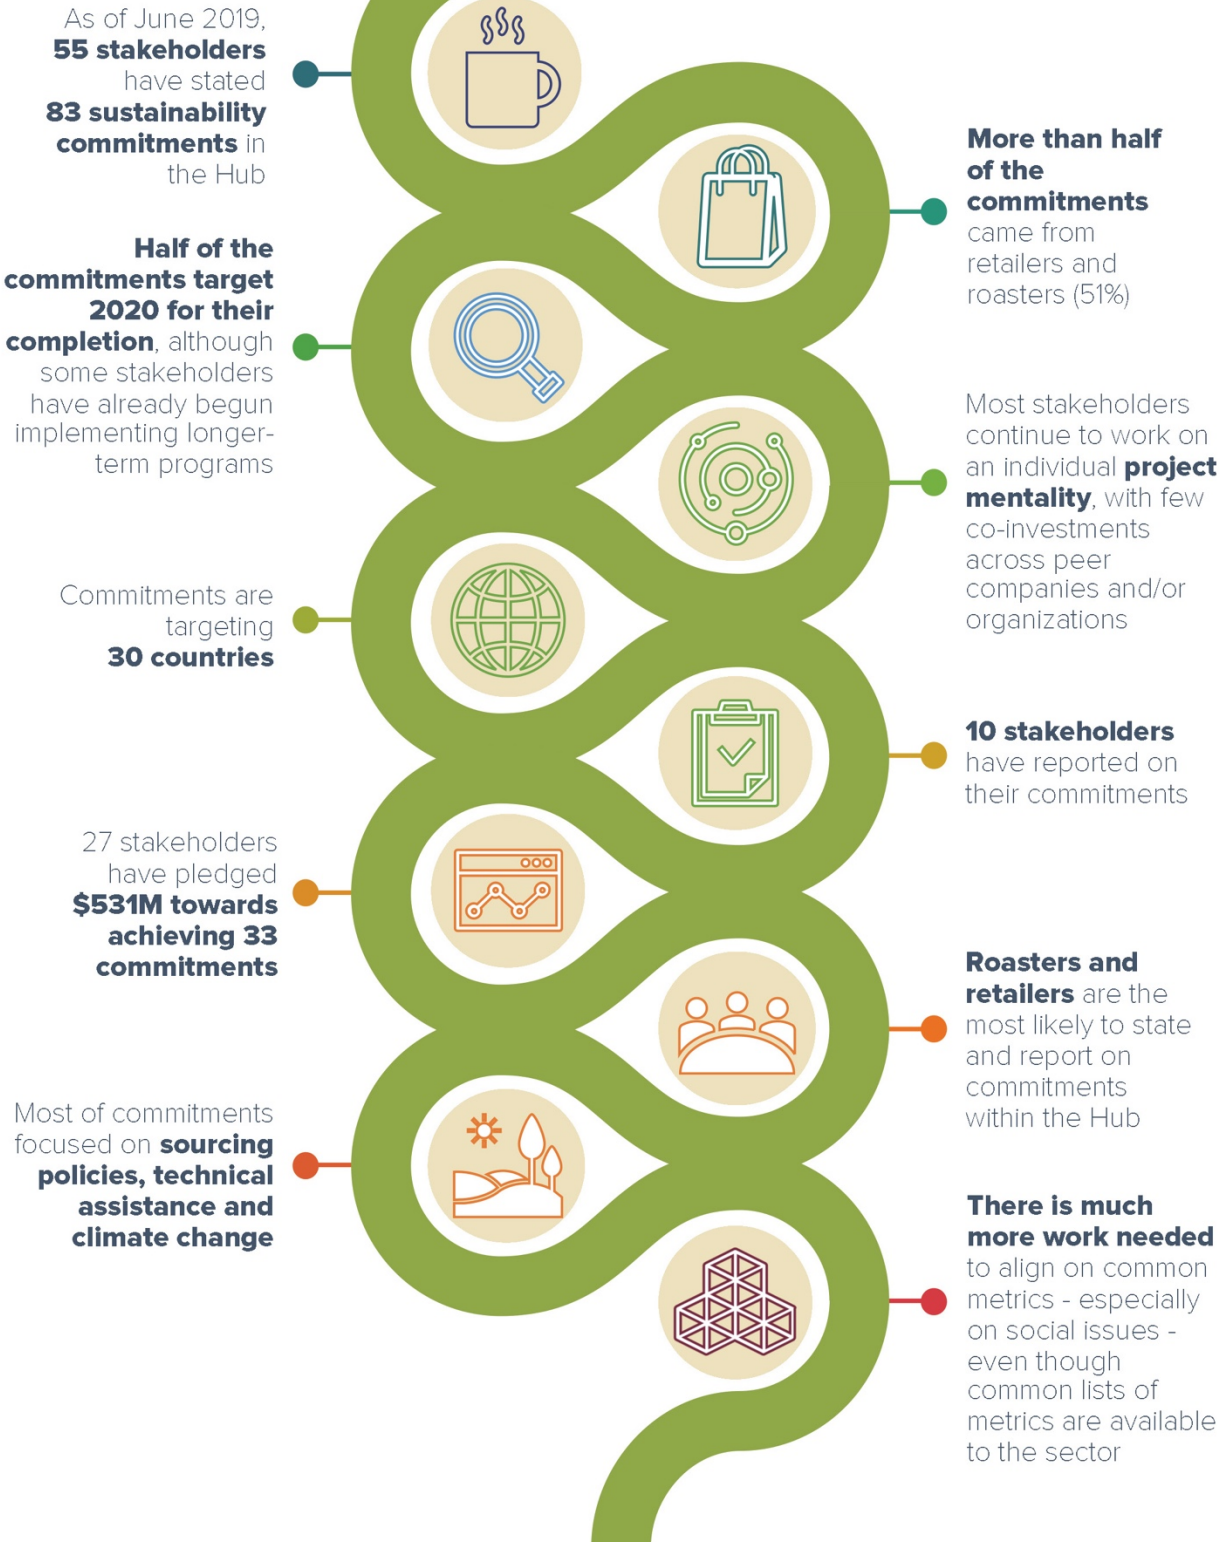 As of June 2019,
55 stakeholders
have stated
83 sustainability
commitments in
the Hub
More than half
of the
commitments
came from
retailers and
roasters (51%)
Half of the
commitments target
2020 for their
completion, although
some stakeholders
have already begun
implementing longer-
term programs
Most stakeholders
continue to work on
an individual project
mentality, with few
co-investments
across peer
companies and/or
organizations
Commitments are
targeting
30 countries
10 stakeholders
have reported on
their commitments
27 stakeholders
have pledged
$531M towards
achieving 33
commitments
Roasters and
retailers are the
most likely to state
and report on
commitments
within the Hub
Most of commitments
focused on sourcing
policies, technical
assistance and
climate change
There is much
more work needed
to align on common
metrics - especially
on social issues -
even though
common lists of
metrics are available
to the sector